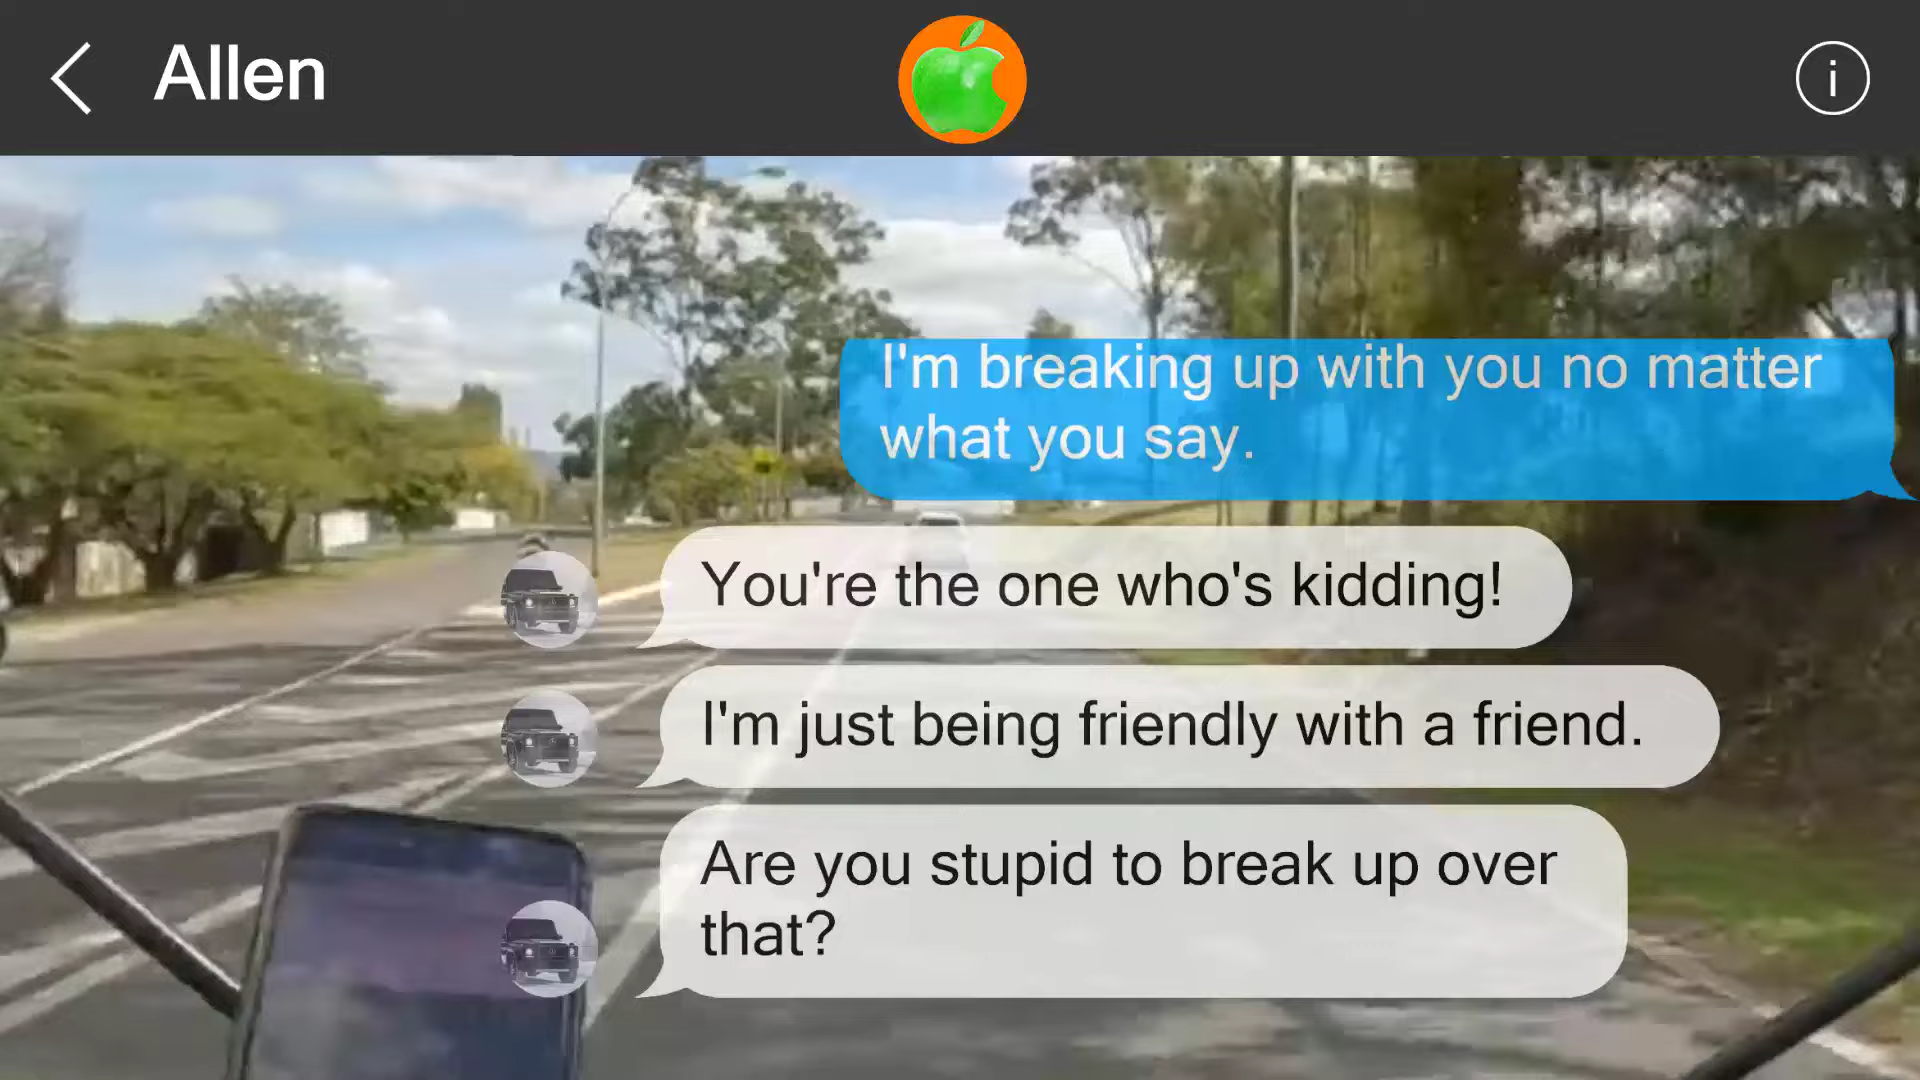 Allen
I'm breaking up with you no matter
what you say.
You're the one who's kidding!
I'm just being friendly with a friend.
Are you stupid to break up over
that?